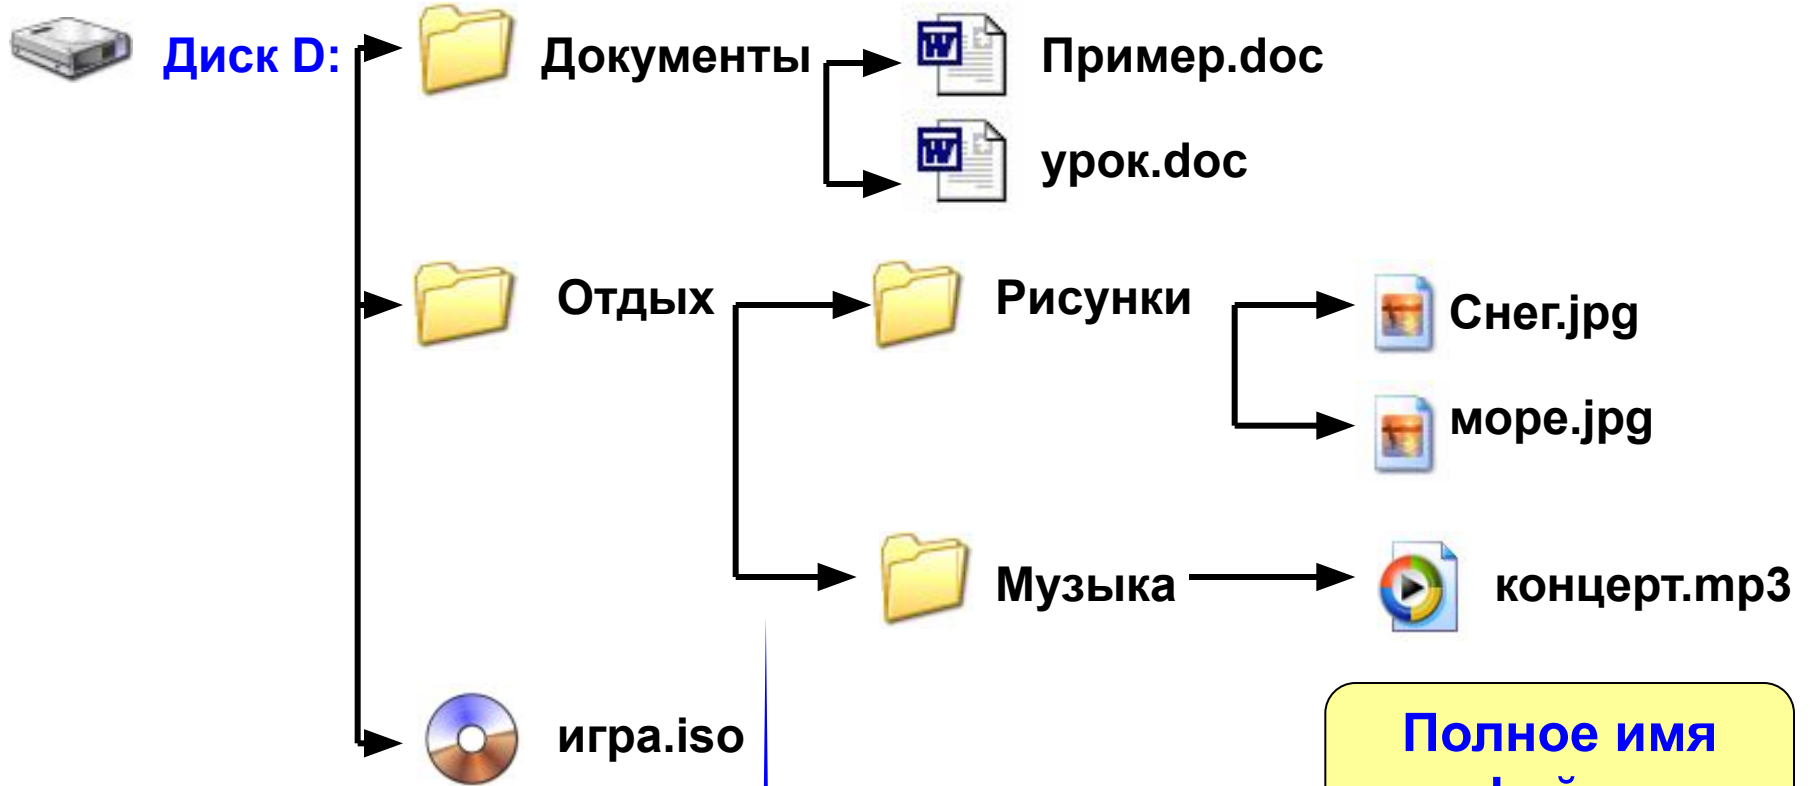 Диск D:
Документы
Пример.doc
урок.doc
Отдых
Рисунки
Снег.jpg
море.jpg
Музыка
концерт.mp3
игра.iso
Полное имя